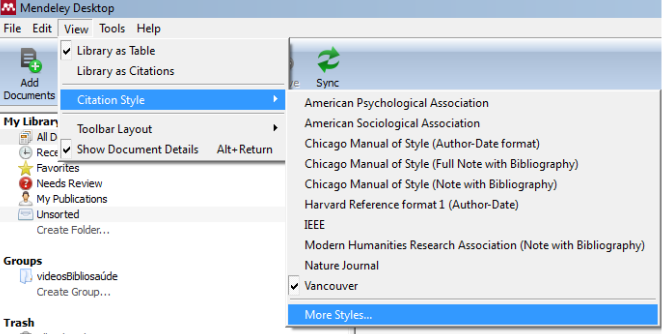 Mendeley Desktop
File Edit View Tools Help
Library as Table
Library as Citations
Citation Style
Toolbar Layout
Show Document Details Alt+Return
Add
Documents
Sync
My Library
All D
Rece
Favorites
Needs Review
My Publications
Unsorted
Create Folder...
Groups
videosBibliosaúde
Create Group...
Trash
American Psychological Association
American Sociological Association
Chicago Manual of Style (Author-Date format)
Chicago Manual of Style (Full Note with Bibliography)
Chicago Manual of Style (Note with Bibliography)
Harvard Reference format 1 (Author-Date)
IEEE
Modern Humanities Research Association (Note with Bibliography)
Nature Journal
Vancouver
More Styles...